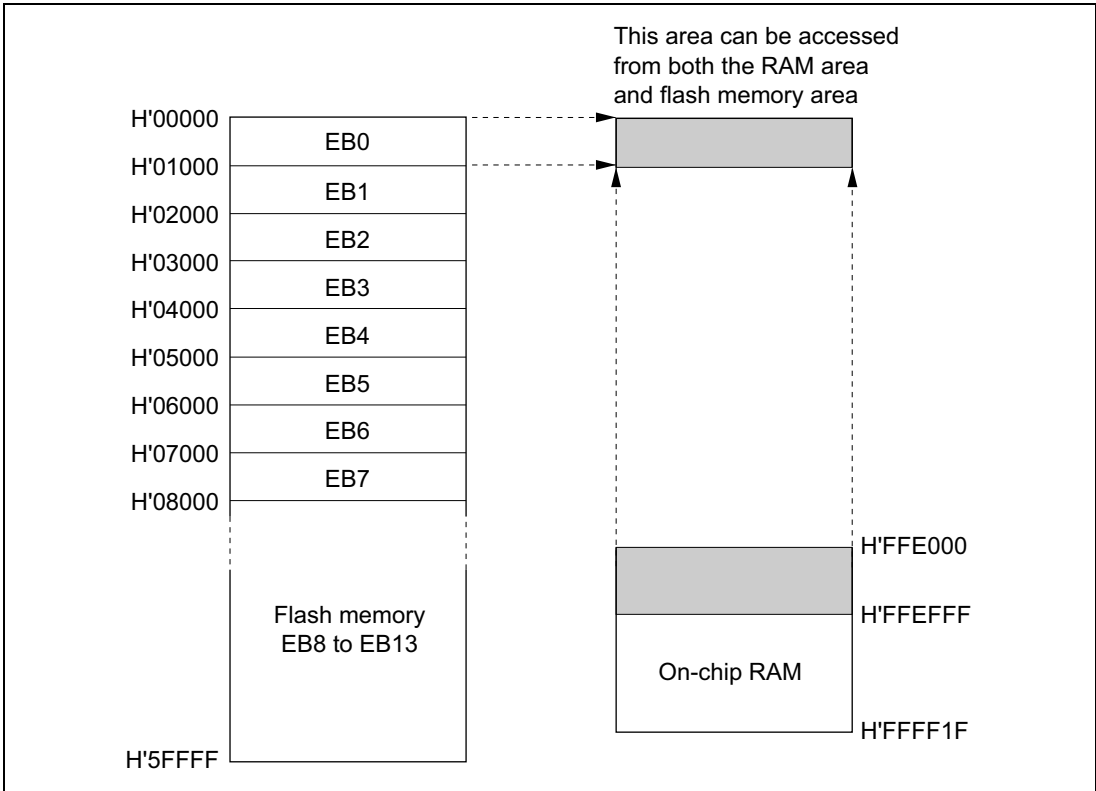 This area can be accessed
from both the RAM area
and flash memory area
H'00000
EB0
H'01000
EB1
H'02000
EB2
H'03000
EB3
H'04000
EB4
H'05000
EB5
H'06000
EB6
H'07000
EB7
H'08000
Flash memory
EB8 to EB13
H'5FFFF
H'FFE000
H'FFEFFF
On-chip RAM
H'FFFF1F